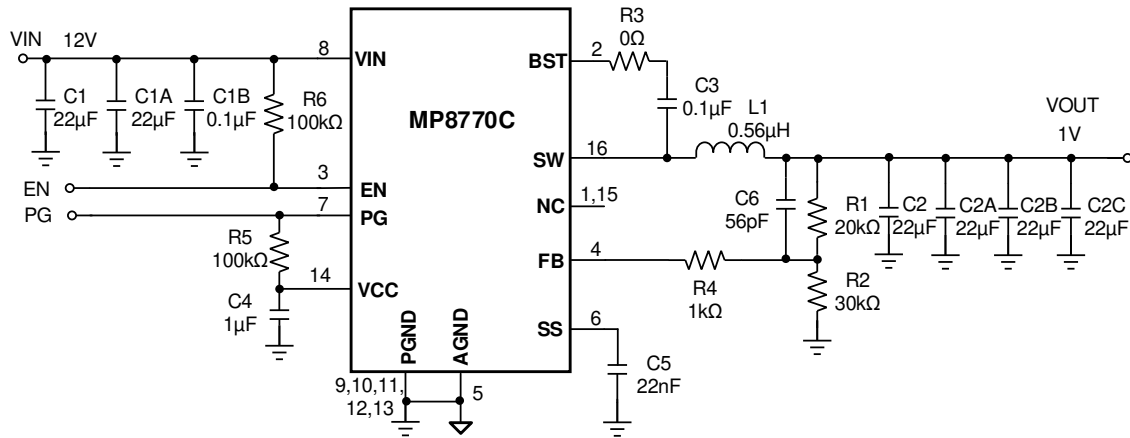 VIN 12V
C1
22μF
C1A
22μF
C1B
0.1μF
R6
100kΩ
EN
PG
R5
100kΩ
C4
1μF
8
3
7
14
VIN
EN
PG
VCC
MP8770C
BST
SW
NC
FB
SS
PGND
AGND
9,10,11,
12,13
5
2
16
1,15
4
6
R3
0Ω
C3
0.1μF
L1
0.56μH
VOUT
1V
C6
56pF
R1
20kΩ
C2
22μF
C2A
22μF
C2B
22μF
C2C
22μF
R4
1kΩ
R2
30kΩ
C5
22nF